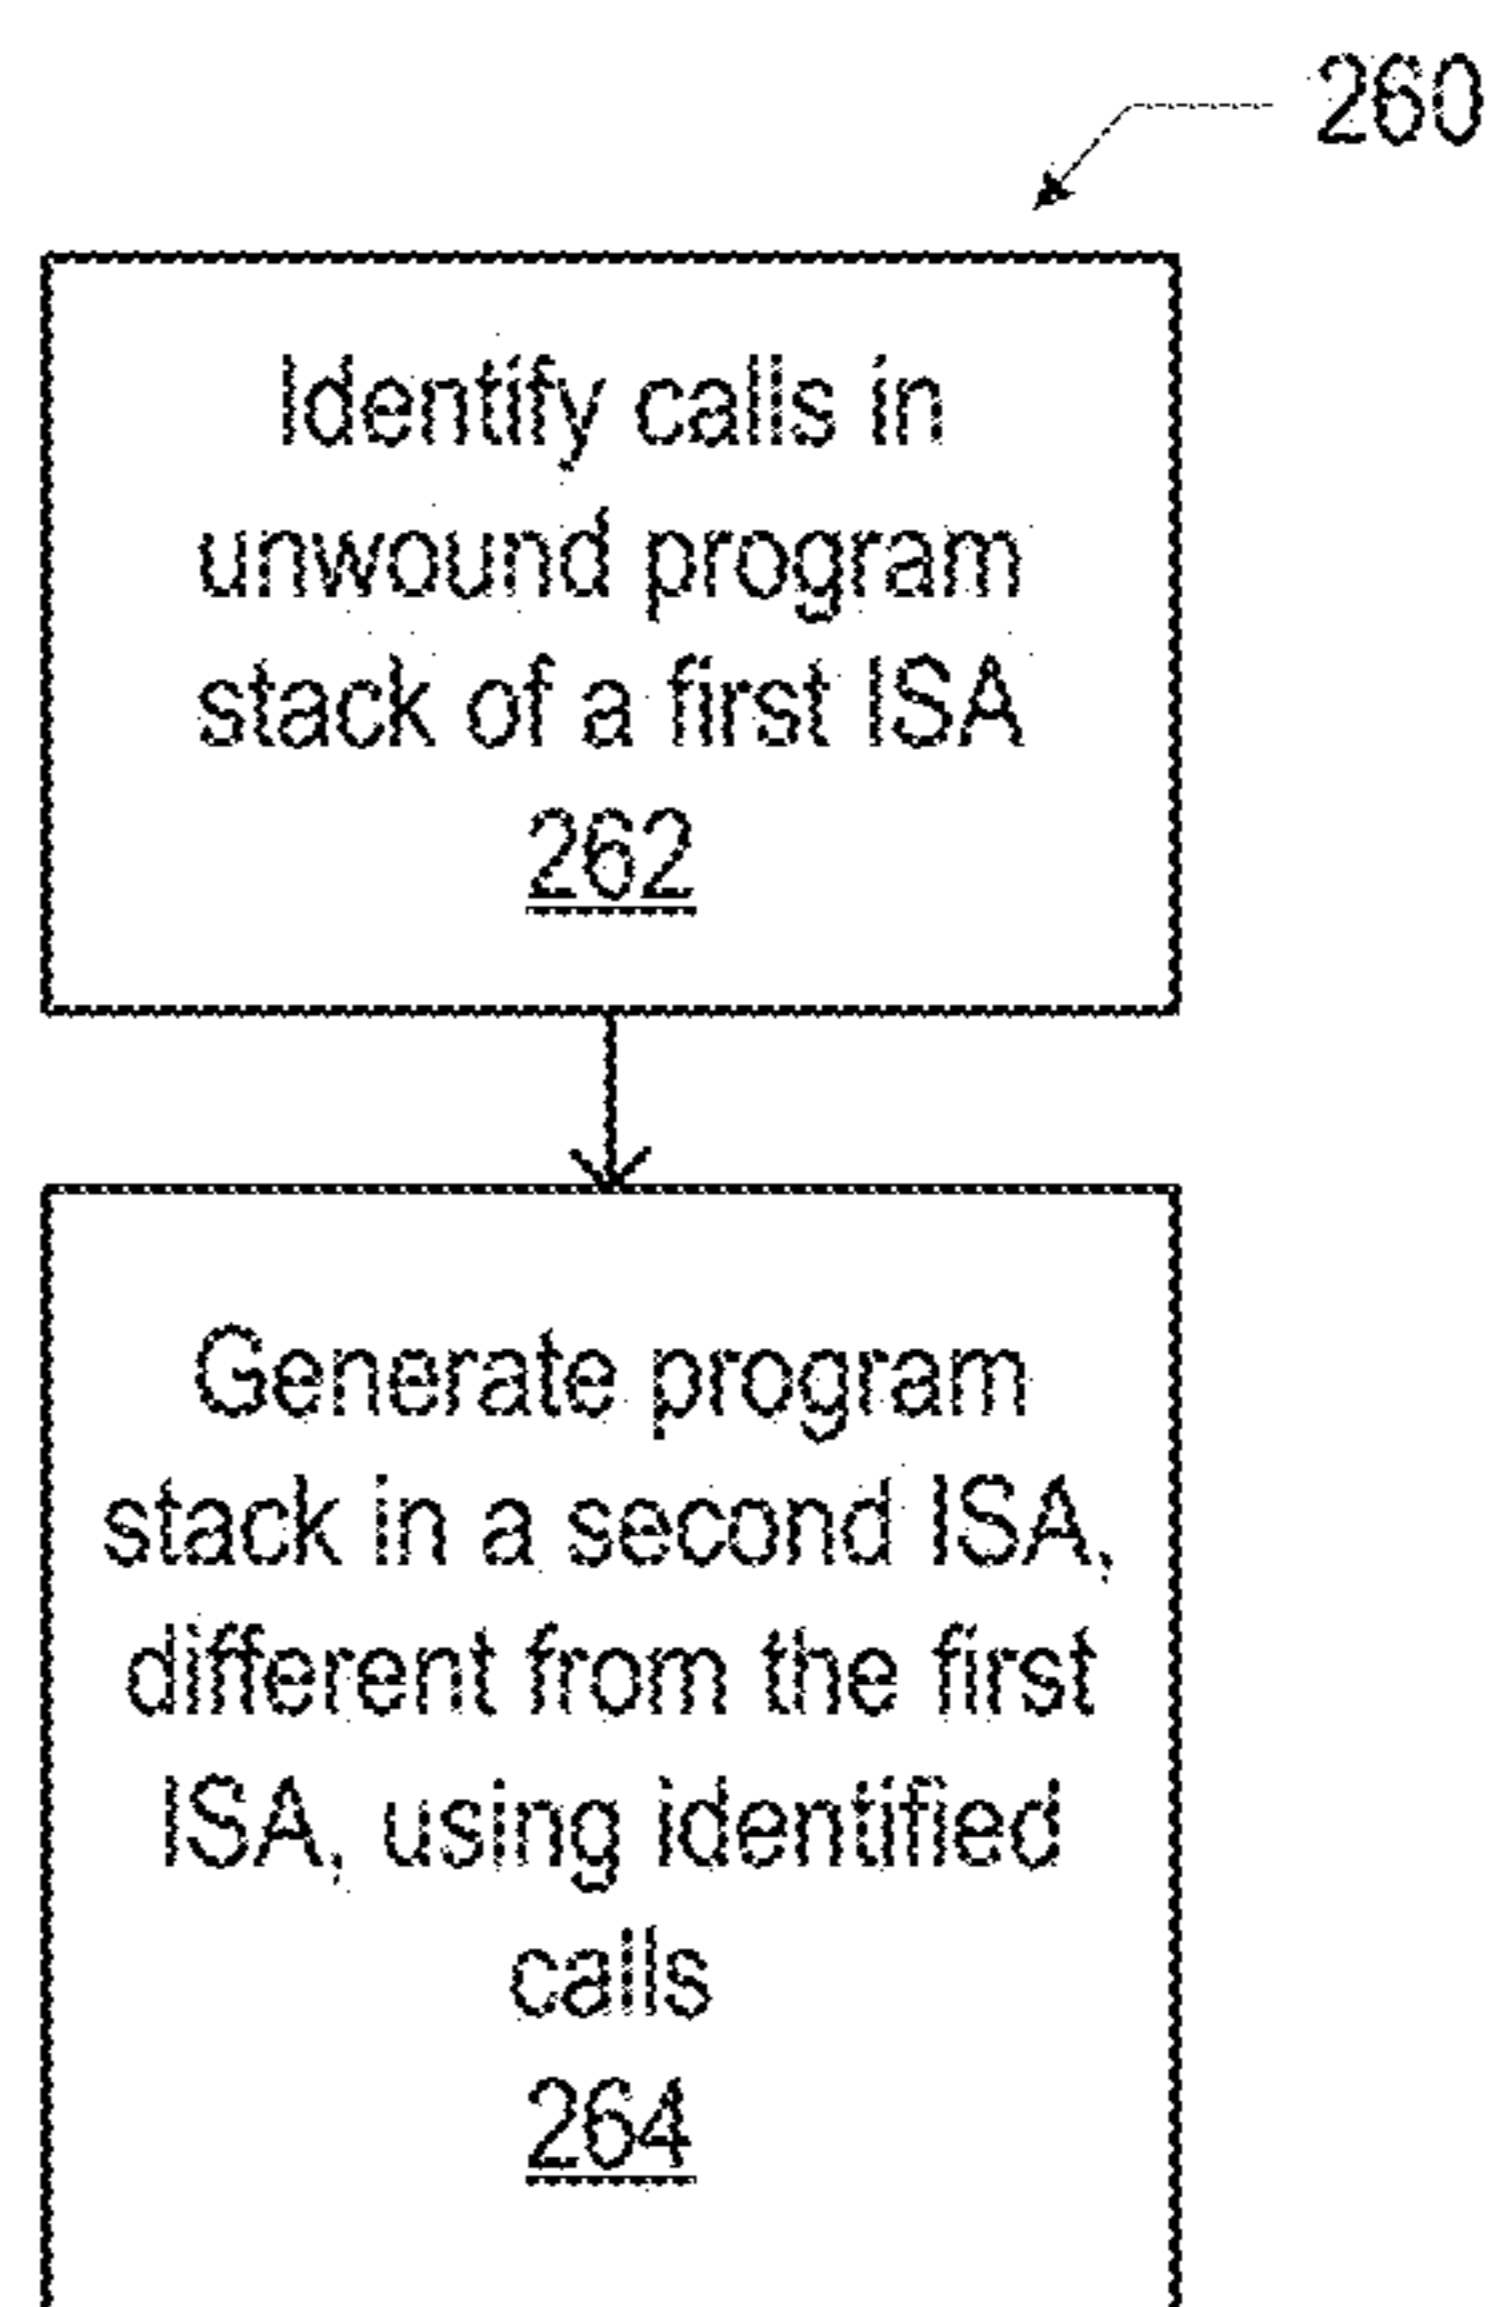 260
Identify calls in
unwound program
stack of a first ISA
262
Generate program
stack in a second ISA,
different from the first
ISA, using identified
calls
264